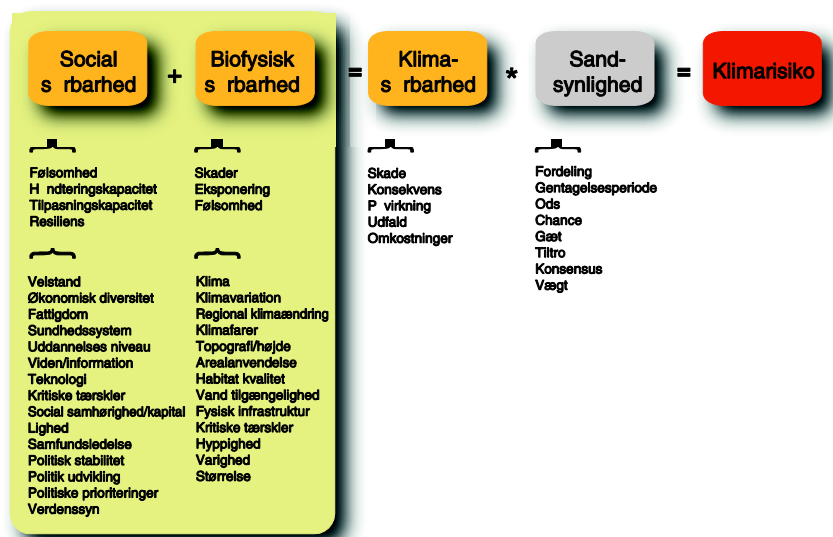 Social
s rbarhed
+
Biofysisk
s rbarhed
=
Klima-
s rbarhed
*
Sand-
synlighed
=
Klimarisiko
Følsomhed
H ndteringskapacitet
Tilpasningskapacitet
Resiliens
Skader
Eksponering
Følsomhed
Skade
Konsekvens
P virkning
Udfald
Omkostninger
Fordeling
Gentagelsesperiode
Ods
Chance
Gæt
Tiltro
Konsensus
Vægt
Velstand
Økonomisk diversitet
Fattigdom
Sundhedssystem
Uddannelses niveau
Viden/information
Teknologi
Kritiske tærskler
Social samhørighed/kapital
Lighed
Samfundsledelse
Politisk stabilitet
Politik udvikling
Politiske prioriteringer
Verdenssyn
Klima
Klimavariation
Regional klimaændring
Klimafarer
Topografi/højde
Arealanvendelse
Habitat kvalitet
Vand tilgængelighed
Fysisk infrastruktur
Kritiske tærskler
Hyppighed
Varighed
Størrelse